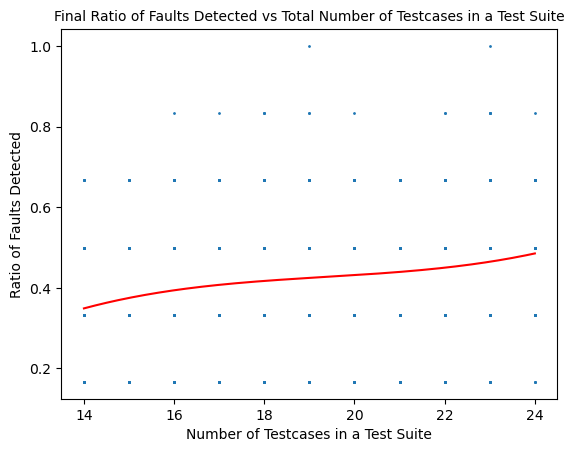 Final Ratio of Faults Detected vs Total Number of Testcases in a Test Suite
1.0
0.8
0.6
0.4
0.2
Ratio of Faults Detected
14 16 18 20 22 24
Number of Testcases in a Test Suite